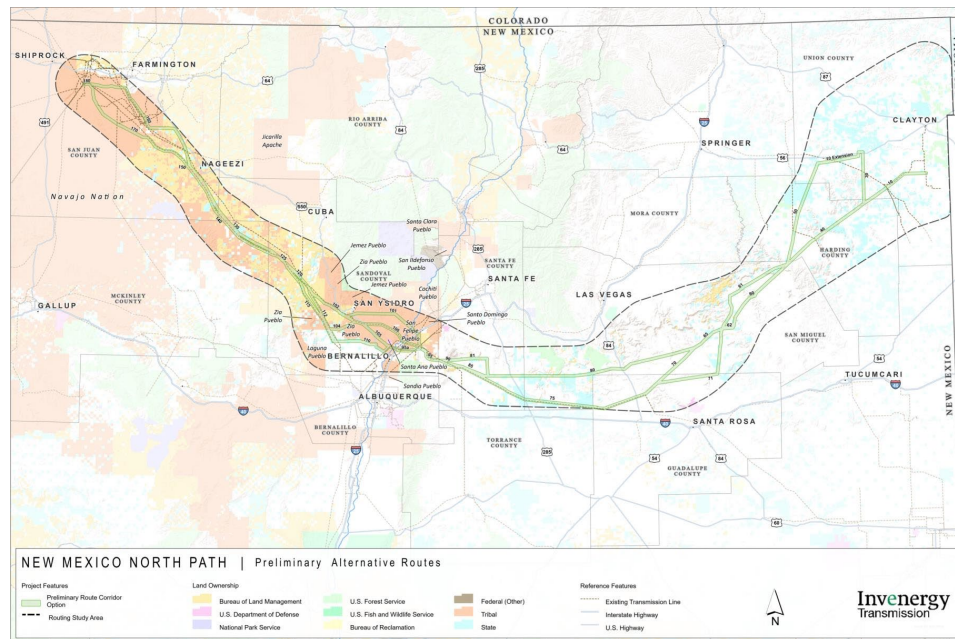 COLORADO
NEW MEXICO
SHIPROCK
FARMINGTON
64
285
UNION COUNTY
87
RIO ARRIBA
COUNTY
84
491
CLAYTON
SAN JUAN
COUNTY
Jicarilla
Apache
64
SPRINGER
56
NAGEEZI
Navajo Nation
550
CUBA
MORA COUNTY
HARDING
COUNTY
Santa Clara
Pueblo
Jemez Pueblo
285
SANTA FE
COUNTY
San Ildefonso
Pueblo
Zia Pueblo
SANDOVAL
COUNTY
SANTA FE
Jemez Pueblo
Cochiti
Pueblo
LAS VEGAS
GALLUP
MCKINLEY
COUNTY
SAN YSIDRO
Santo Domingo
Pueblo
Zia
Pueblo
Zia
Pueblo
San
Felipe
Pueblo
SAN MIGUEL
COUNTY
84
54
Laguna
Pueblo
BERNALILLO
Santa Ana Pueblo
TUCUMCARI
Sandia Pueblo
ALBUQUERQUE
NEW MEXICO
SANTA ROSA
BERNALILLO
COUNTY
TORRANCE
COUNTY
285
54
84
GUADALUPE
COUNTY
60
NEW MEXICO NORTH PATH | Preliminary Alternative Routes
Project Features
Preliminary Route Corridor
Option
Routing Study Area
Land Ownership
Bureau of Land Management
U.S. Department of Defense
National Park Service
U.S. Forest Service
U.S. Fish and Wildlife Service
Bureau of Reclamation
Federal (Other)
Tribal
State
Reference Features
Existing Transmission Line
Interstate Highway
U.S. Highway
N
Invenergy
Transmission